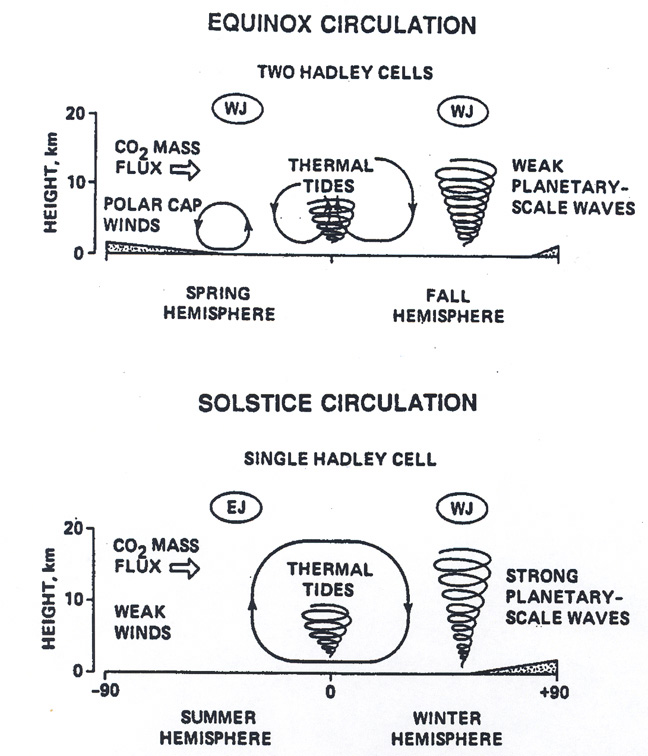 EQUINOX CIRCULATION
TWO HADLEY CELLS
WJ
WJ
20
10
0
HEIGHT, km
CO₂ MASS
FLUX
POLAR CAP
WINDS
THERMAL
TIDES
WEAK
PLANETARY-
SCALE WAVES
SPRING
HEMISPHERE
FALL
HEMISPHERE
SOLSTICE CIRCULATION
SINGLE HADLEY CELL
EJ
WJ
20
10
0
HEIGHT, km
CO₂ MASS
FLUX
WEAK
WINDS
THERMAL
TIDES
STRONG
PLANETARY-
SCALE WAVES
-90
0
+90
SUMMER
HEMISPHERE
WINTER
HEMISPHERE